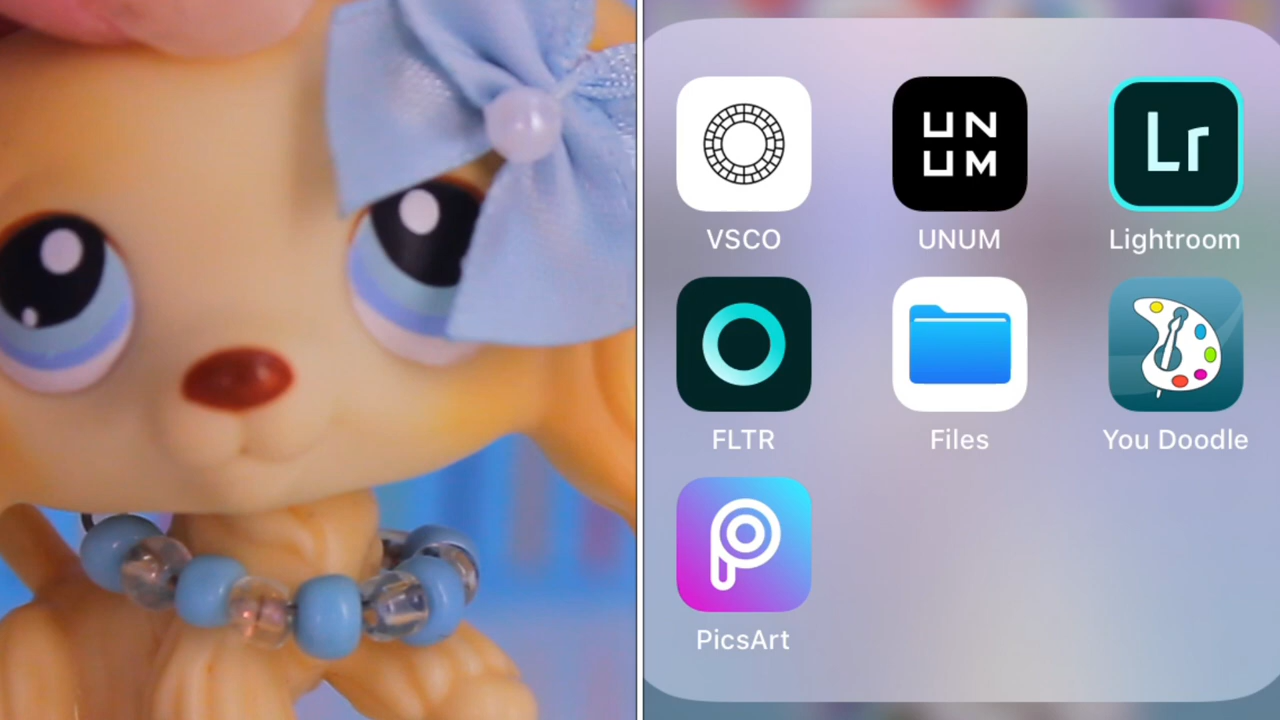 UN
UM
Lr
VSCO
UNUM
Lightroom
FLTR
Files
You Doodle
PicsArt